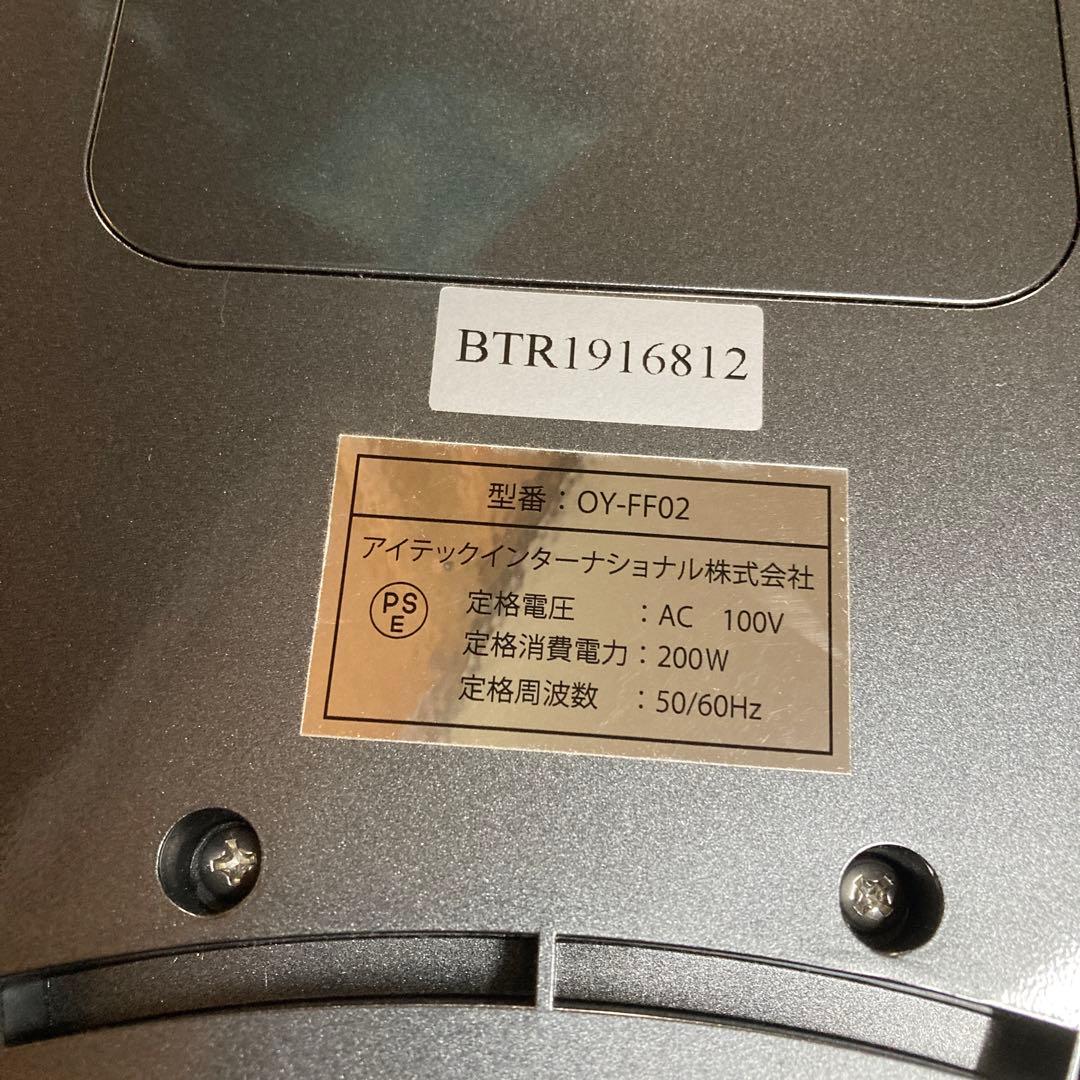 BTR1916812
型番：OY-FF02
アイテックインターナショナル株式会社
PS
E
定格電圧　：AC　100V
定格消費電力：200W
定格周波数　：50/60Hz